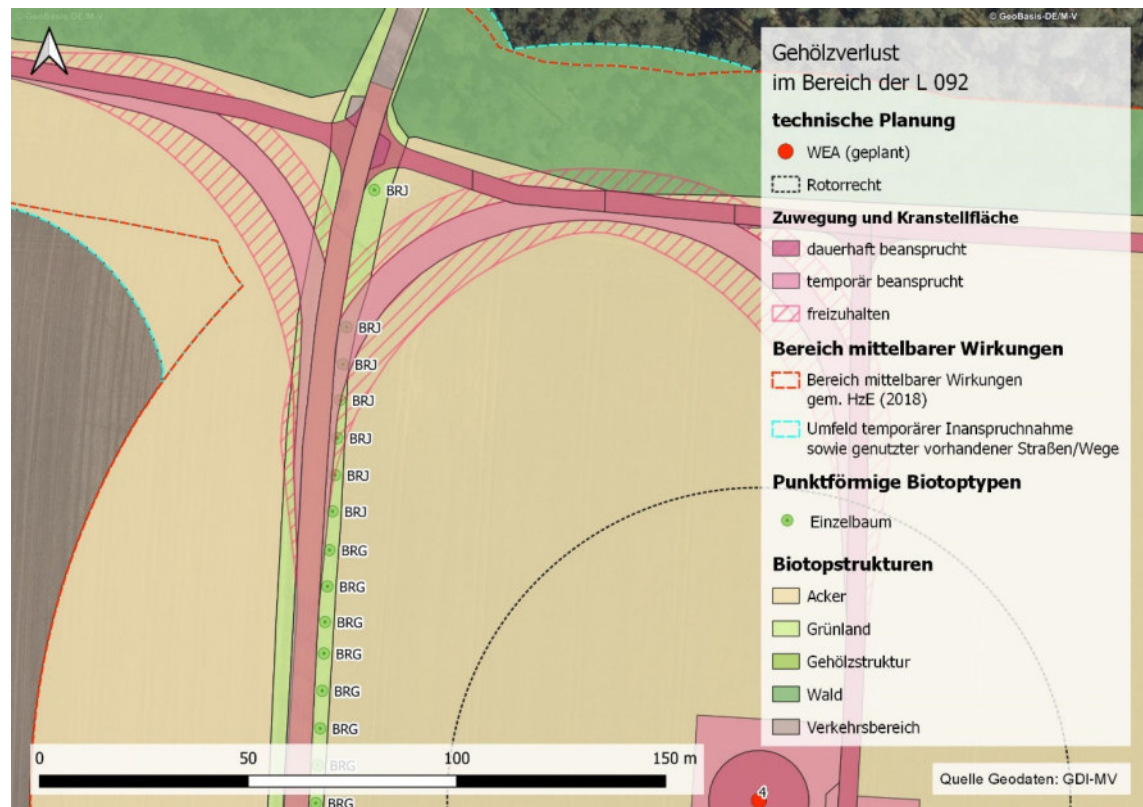 © GeoBasis-DE/M-V
© GeoBasis-DE/M-V
Gehölzverlust
im Bereich der L 092
technische Planung
WEA (geplant)
Rotorrecht
Zuwegung und Kranstellfläche
dauerhaft beansprucht
temporär beansprucht
freizuhalten
Bereich mittelbarer Wirkungen
Bereich mittelbarer Wirkungen
gem. HzE (2018)
Umfeld temporärer Inanspruchnahme
sowie genutzter vorhandener Straßen/Wege
Punktförmige Biotoptypen
Einzelbaum
Biotopstrukturen
Acker
Grünland
Gehölzstruktur
Wald
Verkehrsbereich
Quelle Geodaten: GDI-MV
BRJ
BRJ
BRJ
BRJ
BRJ
BRJ
BRJ
BRG
BRG
BRG
BRG
BRG
BRG
BRG
BRG
4
0 50 100 150 m